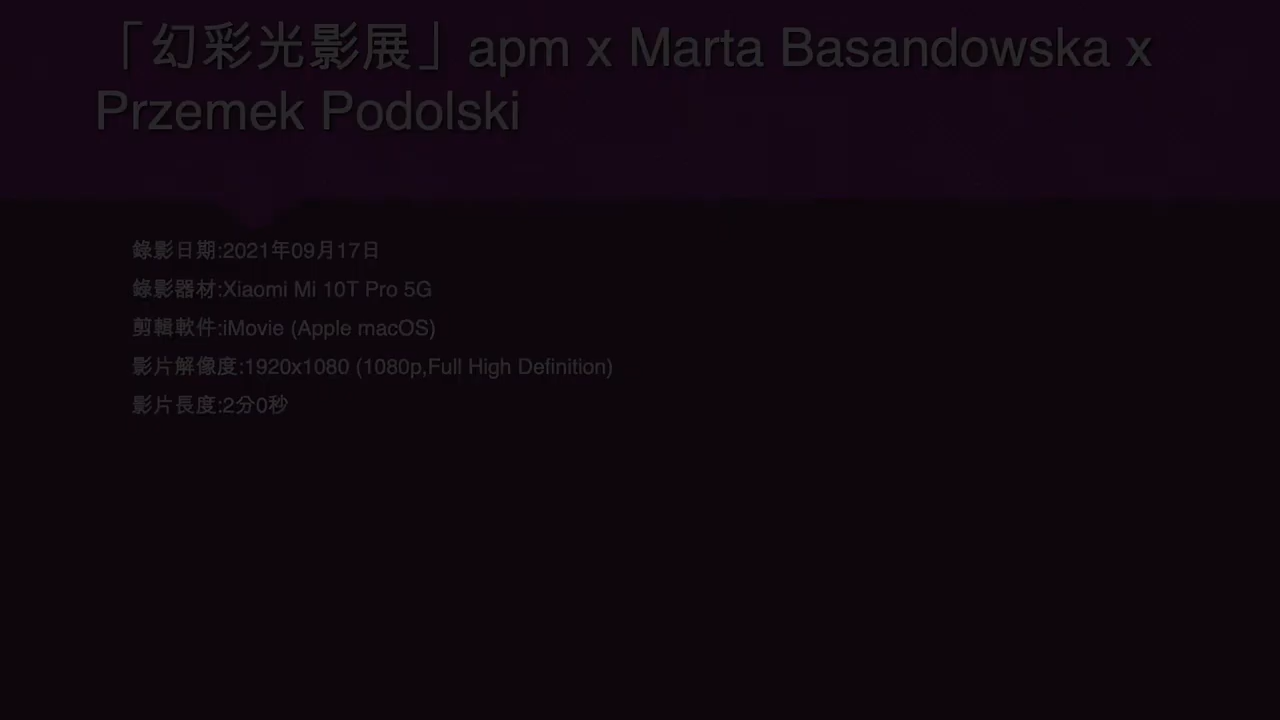 「幻彩光影展」apm x Marta Basandowska x
Przemek Podolski
錄影日期:2021年09月17日
錄影器材:Xiaomi Mi 10T Pro 5G
剪輯軟件:iMovie (Apple macOS)
影片解像度:1920x1080 (1080p,Full High Definition)
影片長度:2分0秒